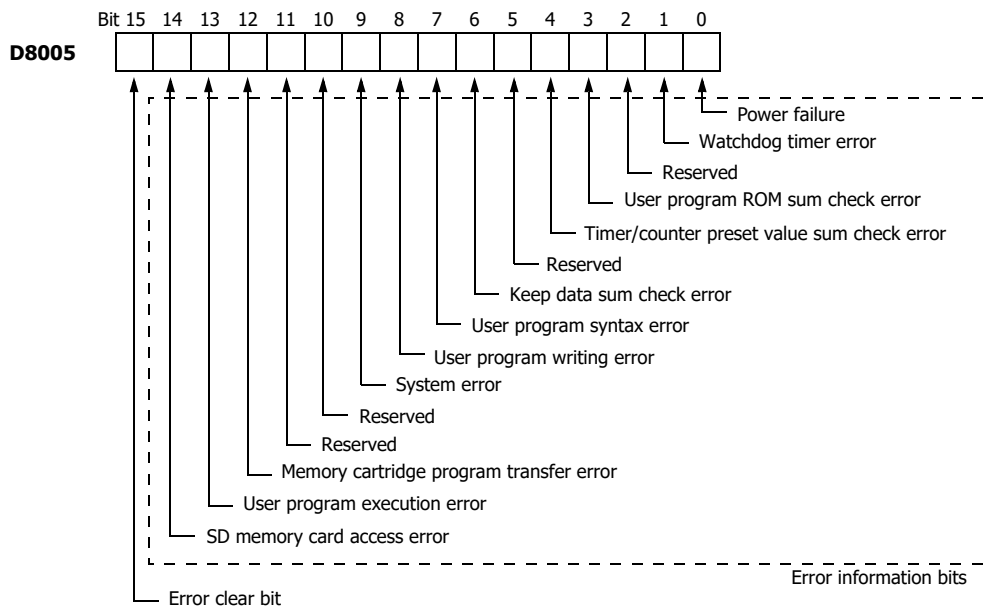 Bit 15 14 13 12 11 10 9 8 7 6 5 4 3 2 1 0
D8005
Power failure
Watchdog timer error
Reserved
User program ROM sum check error
Timer/counter preset value sum check error
Reserved
Keep data sum check error
User program syntax error
User program writing error
System error
Reserved
Reserved
Memory cartridge program transfer error
User program execution error
SD memory card access error
Error information bits
Error clear bit